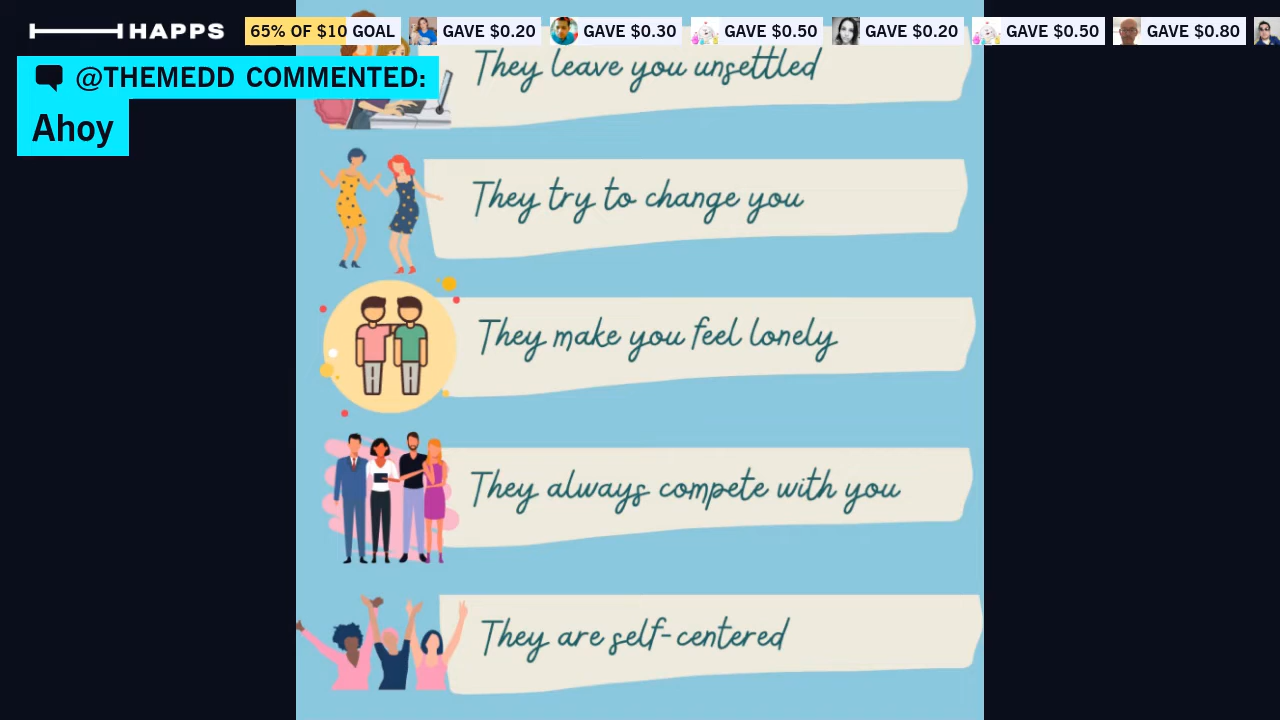 HAPPS
65% OF $10 GOAL
GAVE $0.20
GAVE $0.30
GAVE $0.50
GAVE $0.20
GAVE $0.50
GAVE $0.80
@THEMEDD COMMENTED:
Ahoy
They leave you unsettled
They try to change you
They make you feel lonely
They always compete with you
They are self-centered